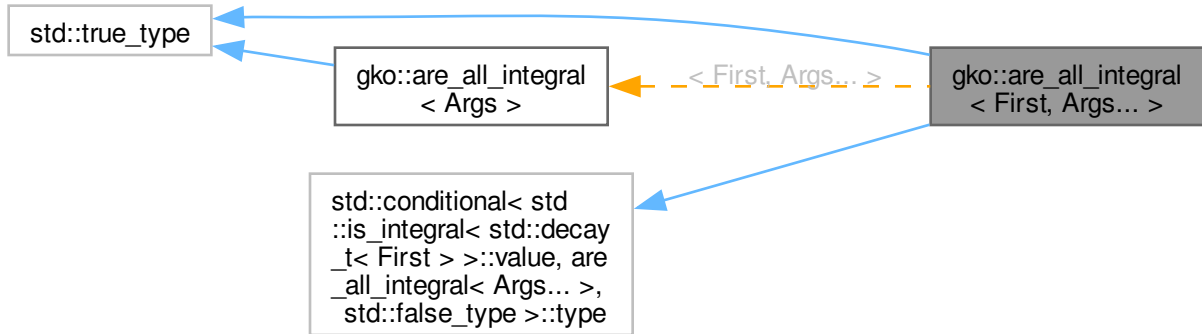 std::true_type
gko::are_all_integral
< Args >
< First, Args... >
gko::are_all_integral
< First, Args... >
std::conditional< std
::is_integral< std::decay
_t< First > >::value, are
_all_integral< Args... >,
std::false_type >::type